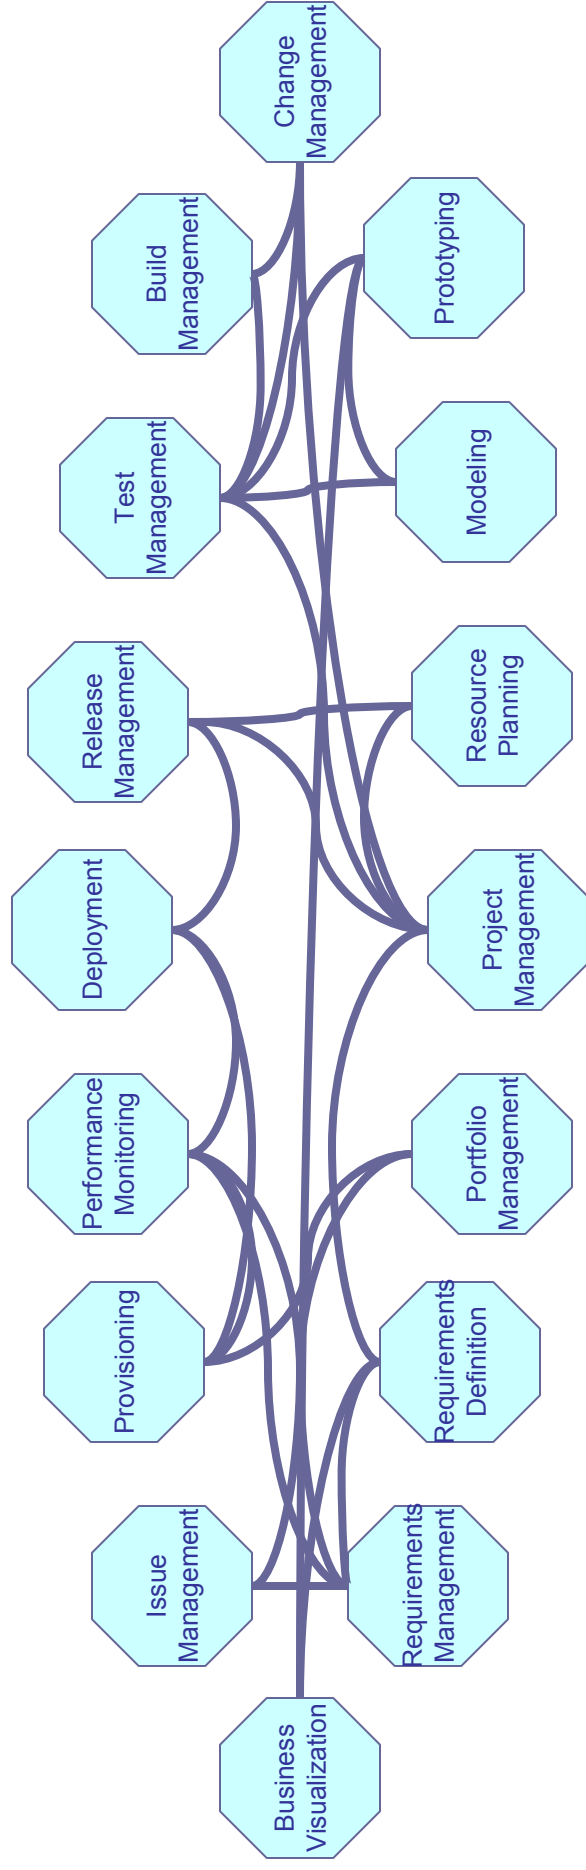 Issue
Management
Provisioning
Performance
Monitoring
Deployment
Release
Management
Test
Management
Build
Management
Business
Visualization
Change
Management
Requirements
Management
Requirements
Definition
Portfolio
Management
Project
Management
Resource
Planning
Modeling
Prototyping